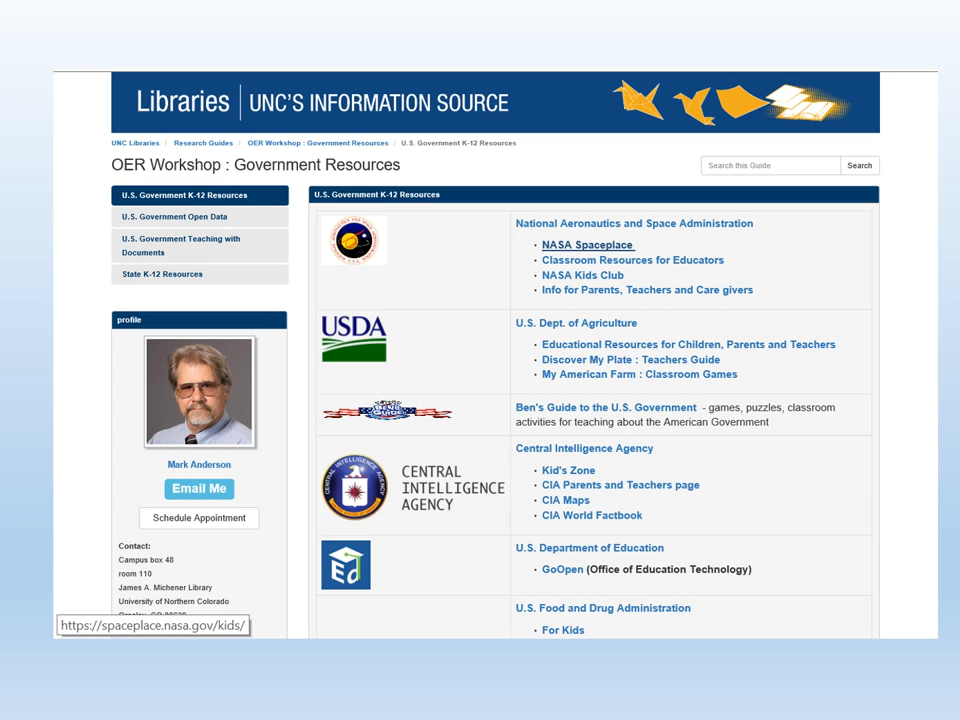 Libraries | UNC'S INFORMATION SOURCE
UNC Libraries / Research Guides / OER Workshop : Government Resources / U.S. Government K-12 Resources
OER Workshop : Government Resources
Search this Guide
Search
U.S. Government K-12 Resources
U.S. Government Open Data
U.S. Government Teaching with
Documents
State K-12 Resources
profile
Mark Anderson
Email Me
Schedule Appointment
Contact:
Campus box 48
room 110
James A. Michener Library
University of Northern Colorado
https://spaceplace.nasa.gov/kids/
U.S. Government K-12 Resources
National Aeronautics and Space Administration
• NASA Spaceplace
• Classroom Resources for Educators
• NASA Kids Club
• Info for Parents, Teachers and Care givers
USDA
U.S. Dept. of Agriculture
• Educational Resources for Children, Parents and Teachers
• Discover My Plate : Teachers Guide
• My American Farm : Classroom Games
BEN'S GUIDE
Ben's Guide to the U.S. Government - games, puzzles, classroom
activities for teaching about the American Government
CENTRAL
INTELLIGENCE
AGENCY
Central Intelligence Agency
• Kid's Zone
• CIA Parents and Teachers page
• CIA Maps
• CIA World Factbook
Ed
U.S. Department of Education
• GoOpen (Office of Education Technology)
U.S. Food and Drug Administration
• For Kids